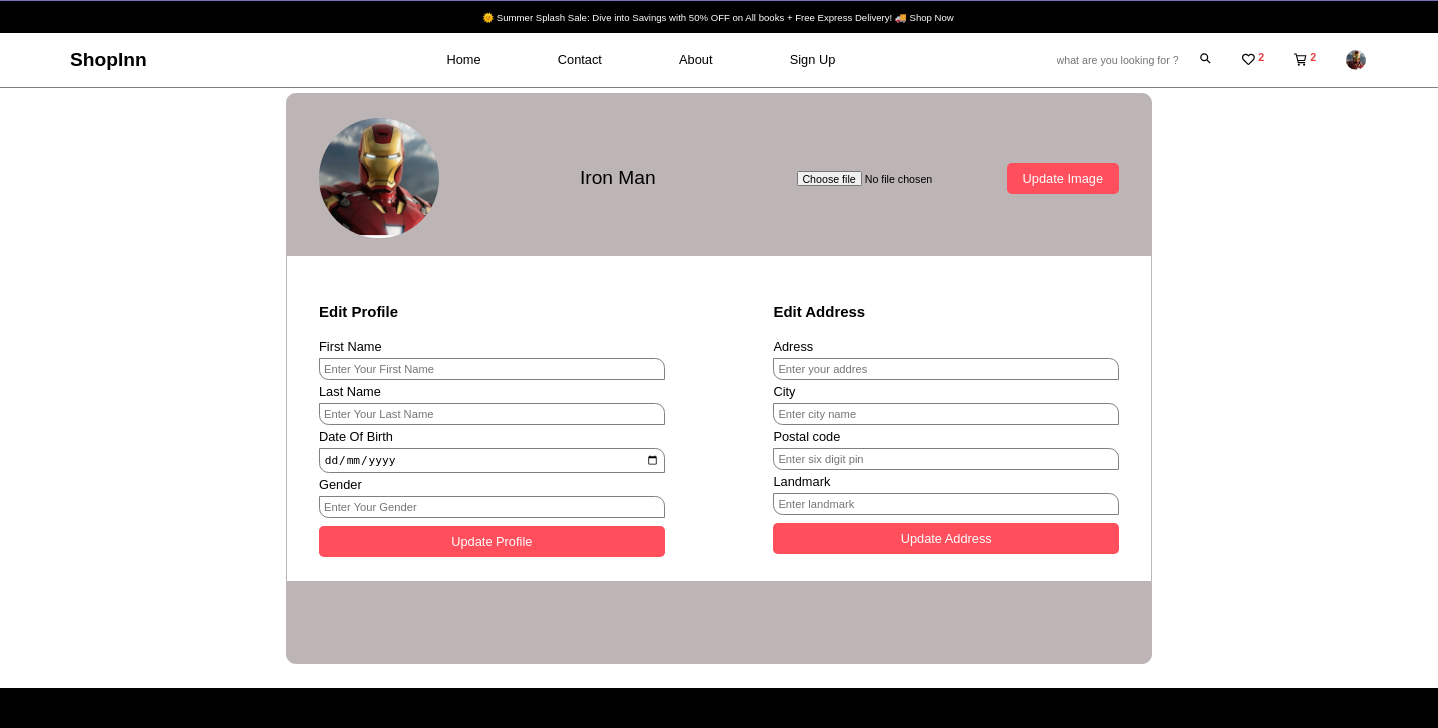 🌞 Summer Splash Sale: Dive into Savings with 50% OFF on All books + Free Express Delivery! 🚚 Shop Now
ShopInn Home Contact About Sign Up what are you looking for ? 2 2
Iron Man Choose file No file chosen Update Image
Edit Profile
First Name
Enter Your First Name
Last Name
Enter Your Last Name
Date Of Birth
dd/mm/yyyy
Gender
Enter Your Gender
Update Profile
Edit Address
Adress
Enter your addres
City
Enter city name
Postal code
Enter six digit pin
Landmark
Enter landmark
Update Address